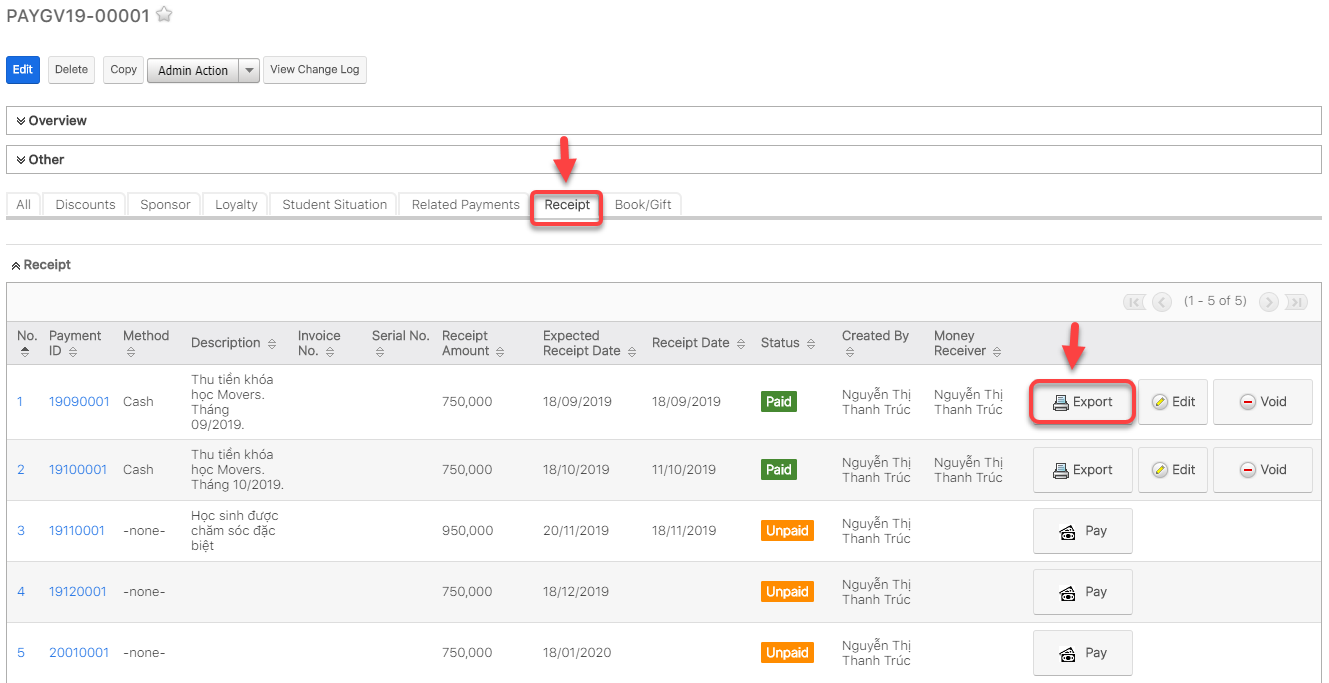 PAYGV19-00001
Edit Delete Copy Admin Action View Change Log
Overview
Other
All Discounts Sponsor Loyalty Student Situation Related Payments Receipt Book/Gift
Receipt
(1 - 5 of 5)
No. Payment ID Method Description Invoice No. Serial No. Receipt Amount Expected Receipt Date Receipt Date Status Created By Money Receiver
1 19090001 Cash Thu tiền khóa học Movers. Tháng 09/2019. 750,000 18/09/2019 18/09/2019 Paid Nguyễn Thị Thanh Trúc Nguyễn Thị Thanh Trúc Export Edit Void
2 19100001 Cash Thu tiền khóa học Movers. Tháng 10/2019. 750,000 18/10/2019 11/10/2019 Paid Nguyễn Thị Thanh Trúc Nguyễn Thị Thanh Trúc Export Edit Void
3 19110001 -none- Học sinh được chăm sóc đặc biệt 950,000 20/11/2019 18/11/2019 Unpaid Nguyễn Thị Thanh Trúc Pay
4 19120001 -none- 750,000 18/12/2019 Unpaid Nguyễn Thị Thanh Trúc Pay
5 20010001 -none- 750,000 18/01/2020 Unpaid Nguyễn Thị Thanh Trúc Pay